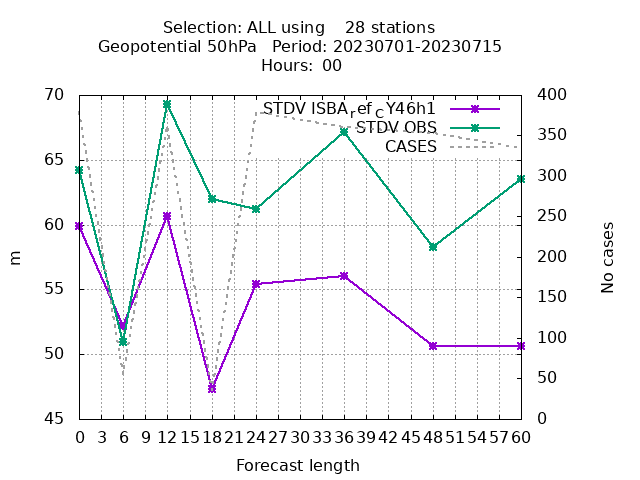 Selection: ALL using    28 stations
Geopotential 50hPa   Period: 20230701-20230715
Hours: 00
70
65
60
55
50
45
m
STDV ISBA_ref_CY46h1
STDV OBS
CASES
400
350
300
250
200
150
100
50
0
No cases
0 3 6 9 12 15 18 21 24 27 30 33 36 39 42 45 48 51 54 57 60
Forecast length